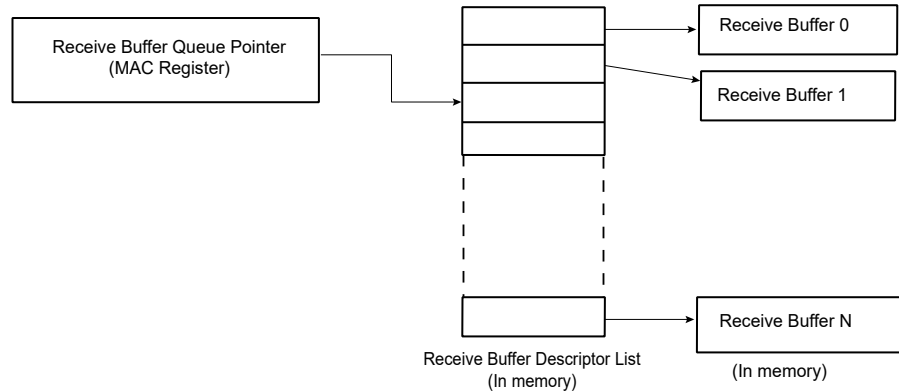 Receive Buffer Queue Pointer
(MAC Register)
Receive Buffer 0
Receive Buffer 1
Receive Buffer N
Receive Buffer Descriptor List
(In memory)
(In memory)